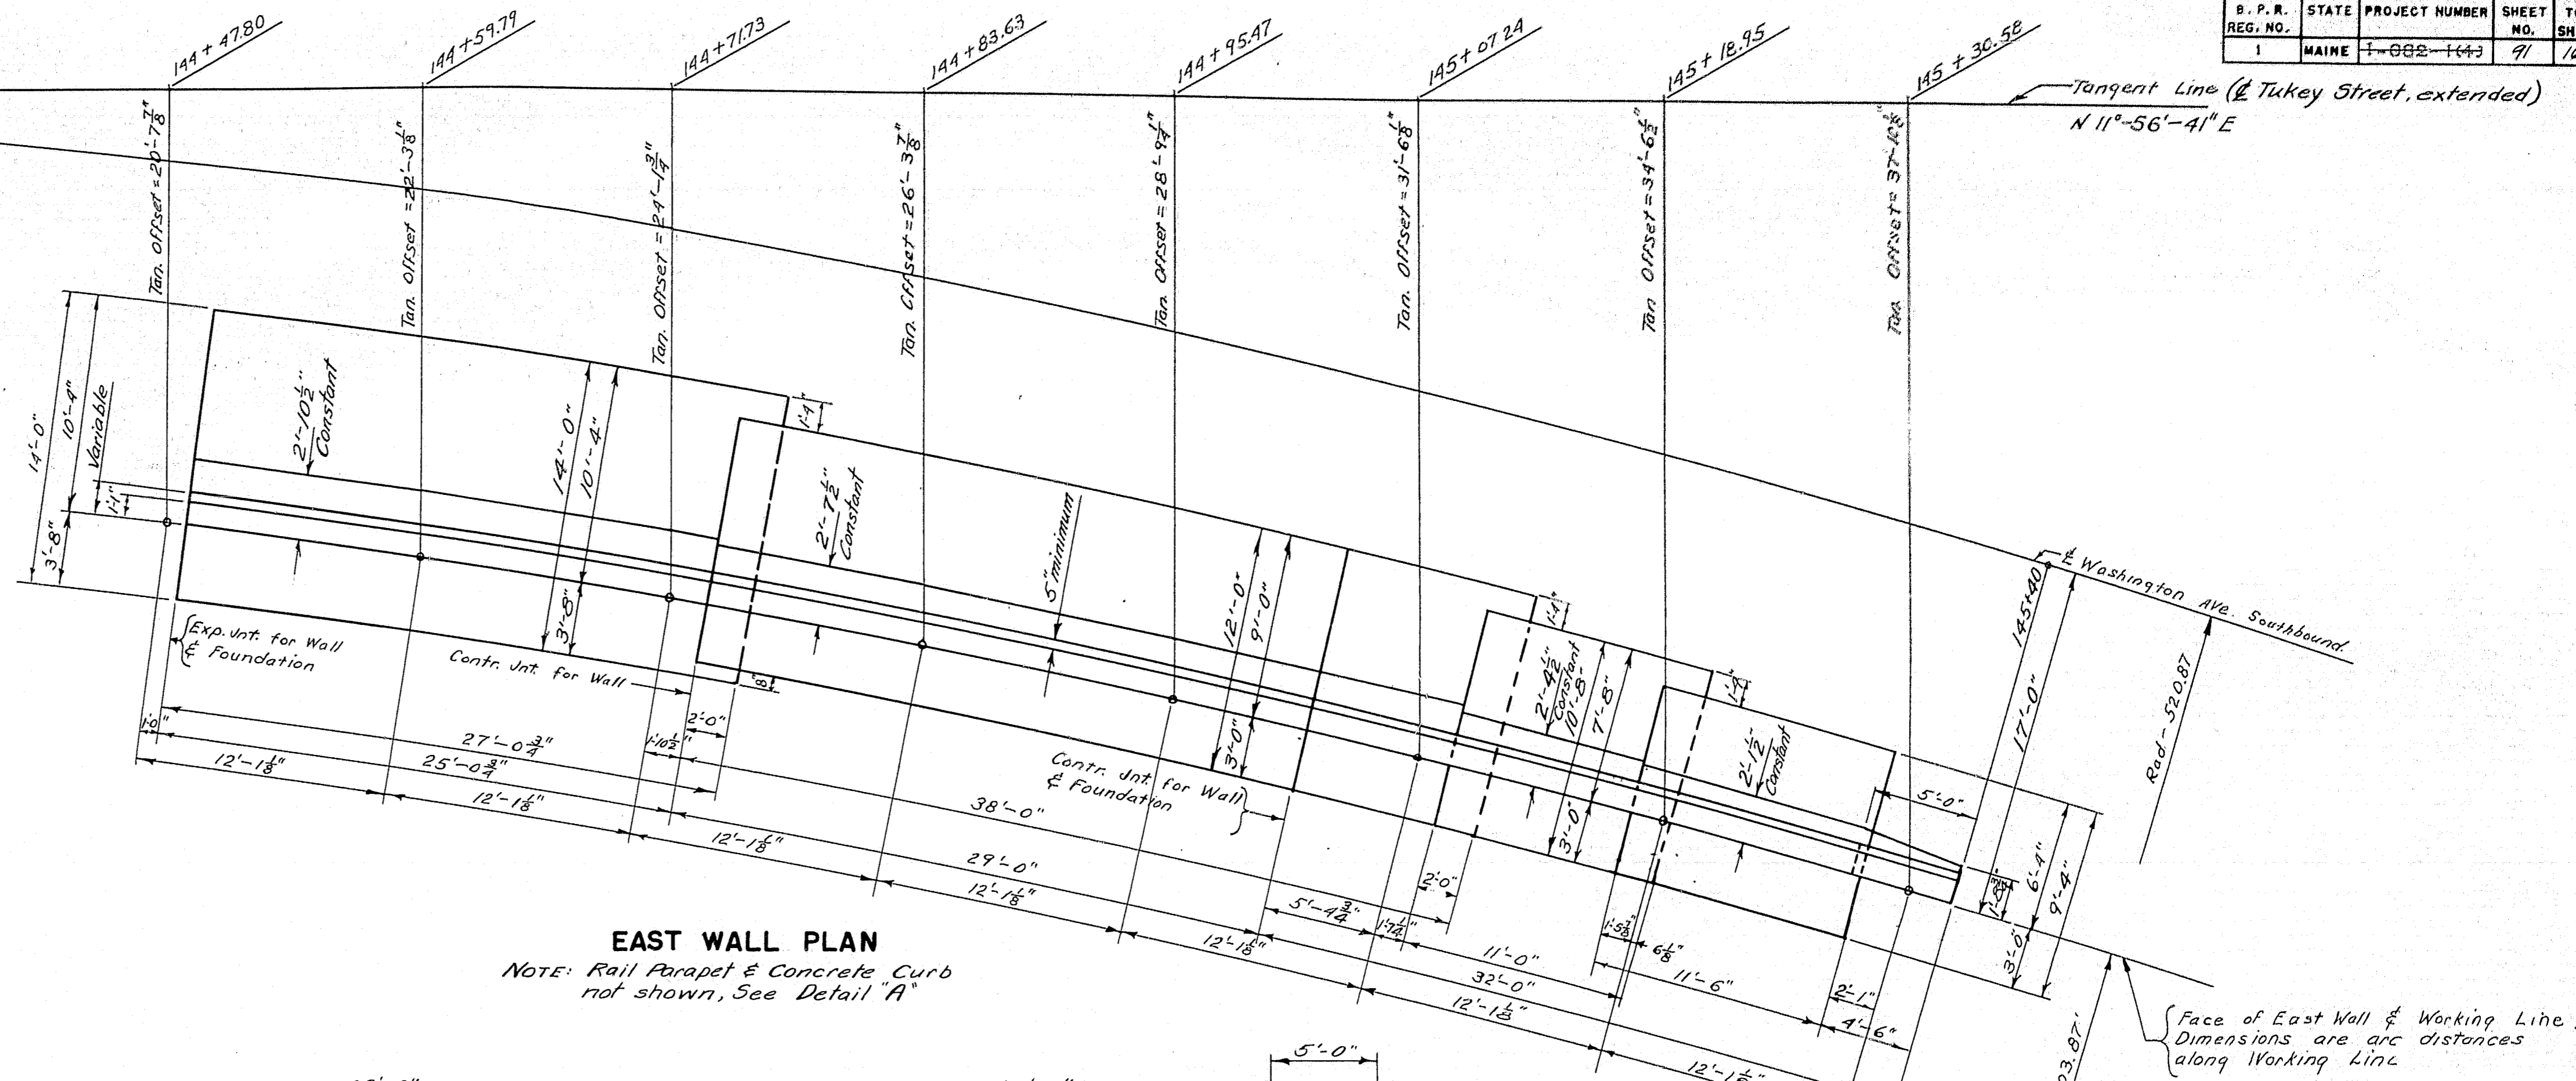 B. P. R. REG. NO. STATE PROJECT NUMBER SHEET NO.
1 MAINE I-082-1(4) 91
144+47.80
144+59.79
144+71.73
144+83.63
144+95.47
145+07.24
145+18.95
145+30.58
Tangent Line (℄ Tukey Street, extended)
N 11°-56'-41" E
Tan. Offset = 20'-7 7/8"
Tan. Offset = 22'-3 1/8"
Tan. Offset = 24'-1 3/4"
Tan. Offset = 26'-3 7/8"
Tan. Offset = 28'-9 1/4"
Tan. Offset = 31'-6 1/8"
Tan Offset = 34'-6 1/2"
Tan. Offset =
14'-0"
10'-4"
Variable
1'-1"
3'-8"
2'-10 1/2"
Constant
14'-0"
10'-4"
3'-8"
1'-4"
2'-7 1/2"
Constant
5" minimum
12'-0"
9'-0"
3'-0"
1'-4"
2'-4 1/2"
Constant
10'-8"
7'-8"
3'-0"
1'-4"
2'-1 1/2"
Constant
145+40
17'-0"
℄ Washington Ave. Southbound.
Rad - 520.87
5'-0"
1'-8 3/4"
6'-4"
9'-4"
3'-0"
Exp. Jnt. for Wall
& Foundation
Contr. Jnt. for Wall
8"
1'-0"
27'-0 3/4"
25'-0 3/4"
12'-1 1/8"
12'-1 1/8"
1'-10 1/2"
2'-0"
38'-0"
29'-0"
12'-1 1/8"
12'-1 1/8"
Contr. Jnt. for Wall
& Foundation
2'-0"
5'-4 3/4"
1'-7 1/4"
12'-1 1/8"
11'-0"
32'-0"
12'-1 1/8"
1'-5 7/8"
6 1/8"
11'-6"
2'-1"
4'-6"
12'-1 1/8"
EAST WALL PLAN
NOTE: Rail Parapet & Concrete Curb
not shown, See Detail "A"
Face of East Wall & Working Line
Dimensions are arc distances
along Working Line
03.87'
5'-0"